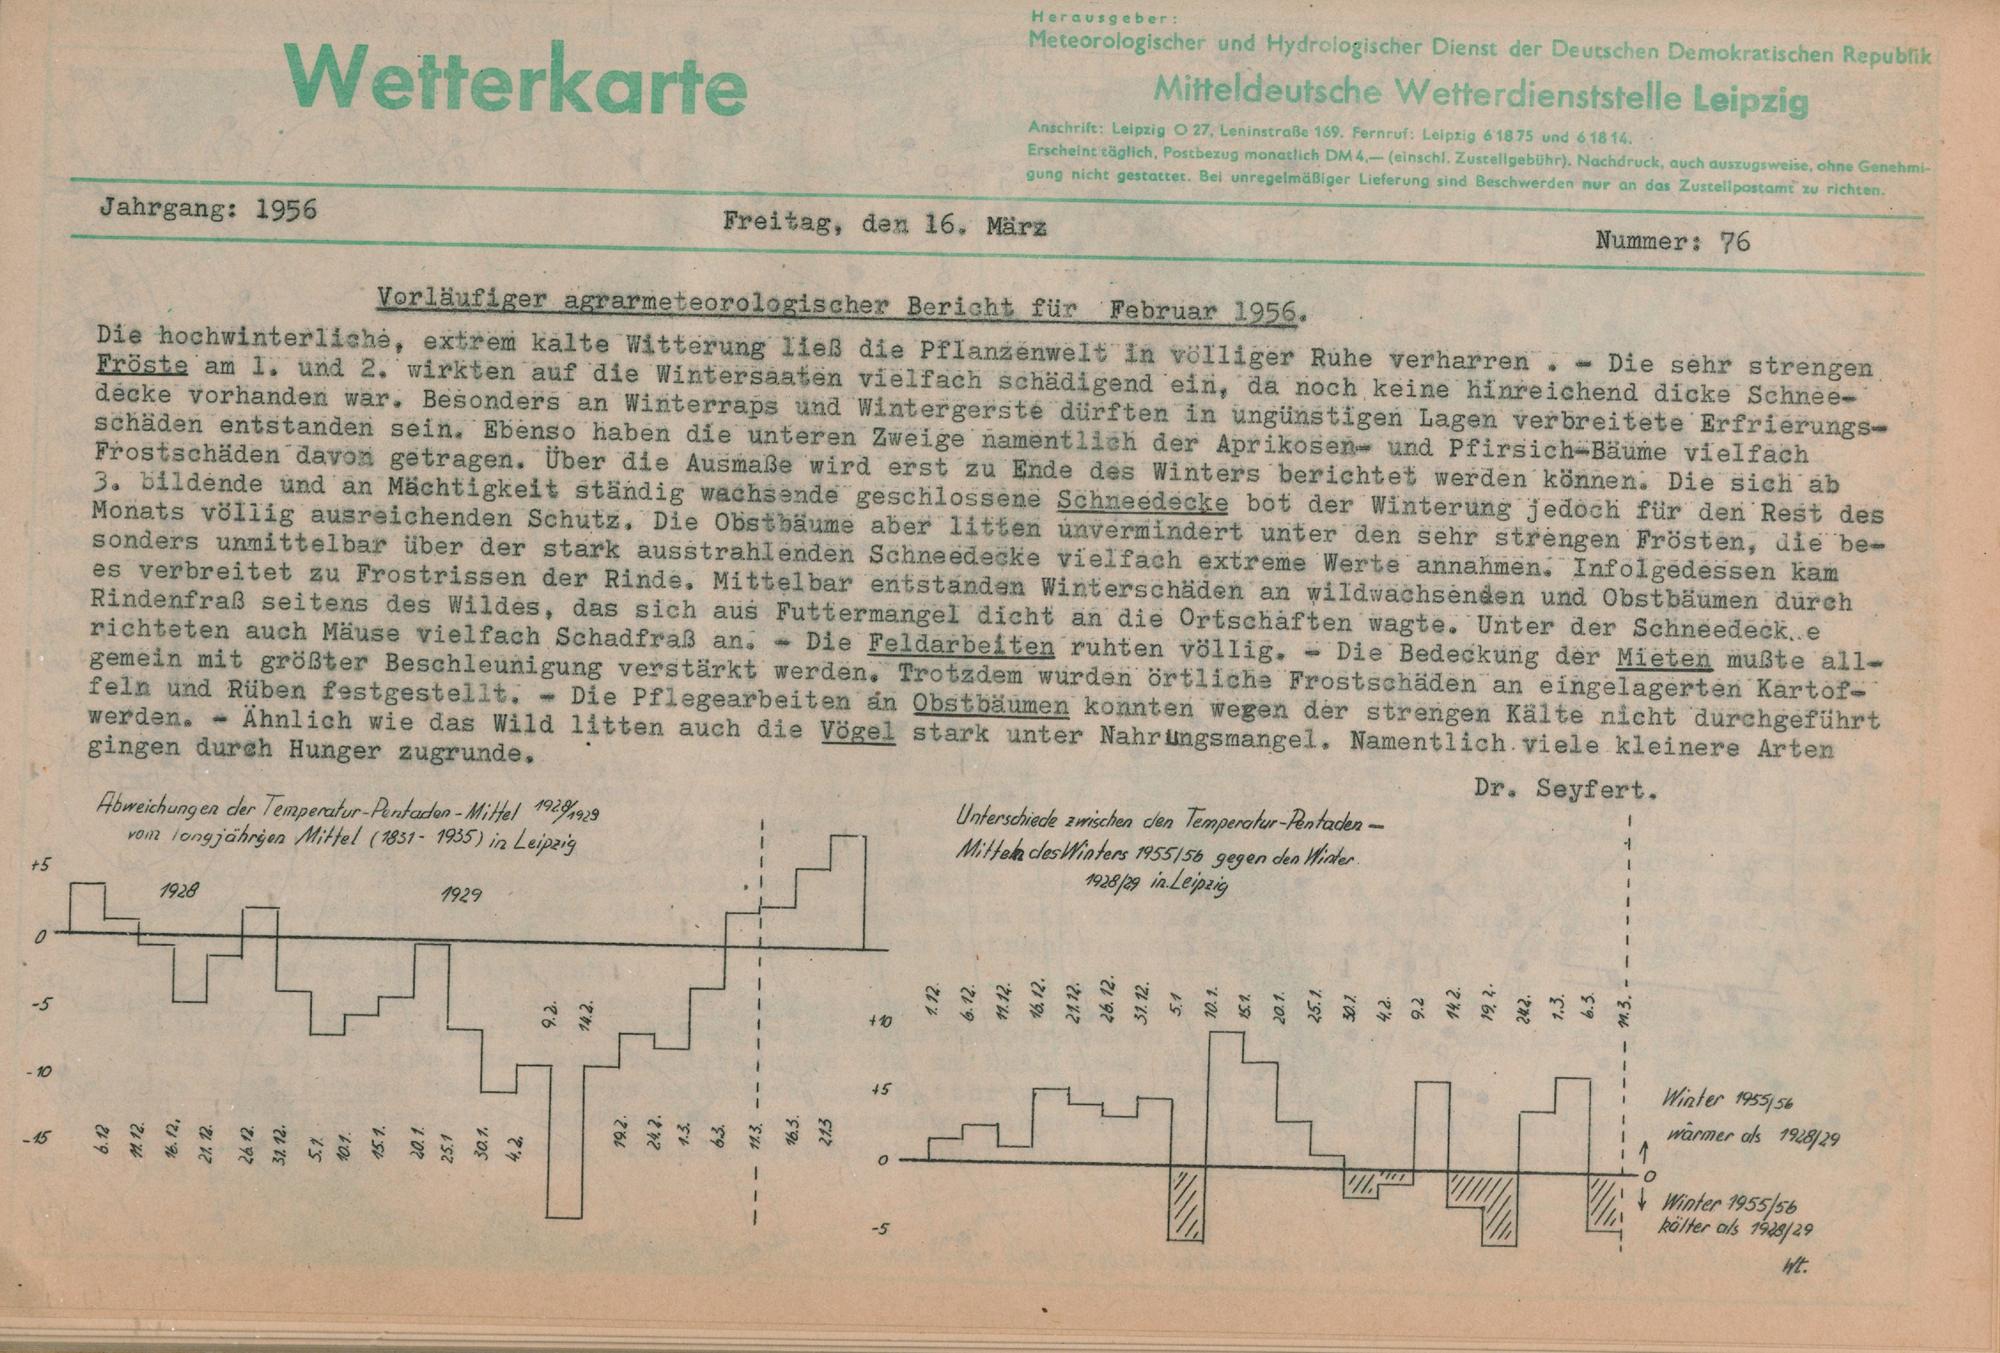 Wetterkarte
Herausgeber:
Meteorologischer und Hydrologischer Dienst der Deutschen Demokratischen Republik
Mitteldeutsche Wetterdienststelle Leipzig
Anschrift: Leipzig O 27, Leninstraße 169. Fernruf: Leipzig 6 18 75 und 6 18 14.
Erscheint täglich, Postbezug monatlich DM 4,— (einschl. Zustellgebühr). Nachdruck, auch auszugsweise, ohne Genehmi-
gung nicht gestattet. Bei unregelmäßiger Lieferung sind Beschwerden nur an das Zustellpostamt zu richten.
Jahrgang: 1956
Freitag, den 16. März
Nummer: 76
Vorläufiger agrarmeteorologischer Bericht für Februar 1956.
Die hochwinterliche, extrem kalte Witterung ließ die Pflanzenwelt in völliger Ruhe verharren . - Die sehr strengen
Fröste am 1. und 2. wirkten auf die Wintersaaten vielfach schädigend ein, da noch keine hinreichend dicke Schnee-
decke vorhanden war. Besonders an Winterraps und Wintergerste dürften in ungünstigen Lagen verbreitete Erfrierungs-
schäden entstanden sein. Ebenso haben die unteren Zweige namentlich der Aprikosen- und Pfirsich-Bäume vielfach
Frostschäden davon getragen. Über die Ausmaße wird erst zu Ende des Winters berichtet werden können. Die sich ab
3. bildende und an Mächtigkeit ständig wachsende geschlossene Schneedecke bot der Winterung jedoch für den Rest des
Monats völlig ausreichenden Schutz. Die Obstbäume aber litten unvermindert unter den sehr strengen Frösten, die be-
sonders unmittelbar über der stark ausstrahlenden Schneedecke vielfach extreme Werte annahmen. Infolgedessen kam
es verbreitet zu Frostrissen der Rinde. Mittelbar entstanden Winterschäden an wildwachsenden und Obstbäumen durch
Rindenfraß seitens des Wildes, das sich aus Futtermangel dicht an die Ortschaften wagte. Unter der Schneedeck..e
richteten auch Mäuse vielfach Schadfraß an. - Die Feldarbeiten ruhten völlig. - Die Bedeckung der Mieten mußte all-
gemein mit größter Beschleunigung verstärkt werden. Trotzdem wurden örtliche Frostschäden an eingelagerten Kartof-
feln und Rüben festgestellt. - Die Pflegearbeiten an Obstbäumen konnten wegen der strengen Kälte nicht durchgeführt
werden. - Ähnlich wie das Wild litten auch die Vögel stark unter Nahrungsmangel. Namentlich viele kleinere Arten
gingen durch Hunger zugrunde.
Dr. Seyfert.
Abweichungen der Temperatur-Pentaden-Mittel 1928/1929
vom langjährigen Mittel (1831-1935) in Leipzig
1928
1929
+5
0
-5
-10
-15
9.2.
14.2.
6.12
11.12.
16.12.
21.12.
26.12.
31.12.
5.1.
10.1.
15.1.
20.1.
25.1
30.1.
4.2.
19.2.
24.2.
1.3.
6.3.
11.3.
16.3.
21.3
Unterschiede zwischen den Temperatur-Pentaden-
Mitteln des Winters 1955/56 gegen den Winter
1928/29 in Leipzig
1.12.
6.12.
11.12.
16.12.
21.12.
26.12.
31.12.
5.1
10.1.
15.1.
20.1.
25.1.
30.1.
4.2.
9.2
14.2.
19.2.
24.2.
1.3.
6.3.
11.3.
+10
+5
0
-5
Winter 1955/56
wärmer als 1928/29
0
Winter 1955/56
kälter als 1928/29
Wt.